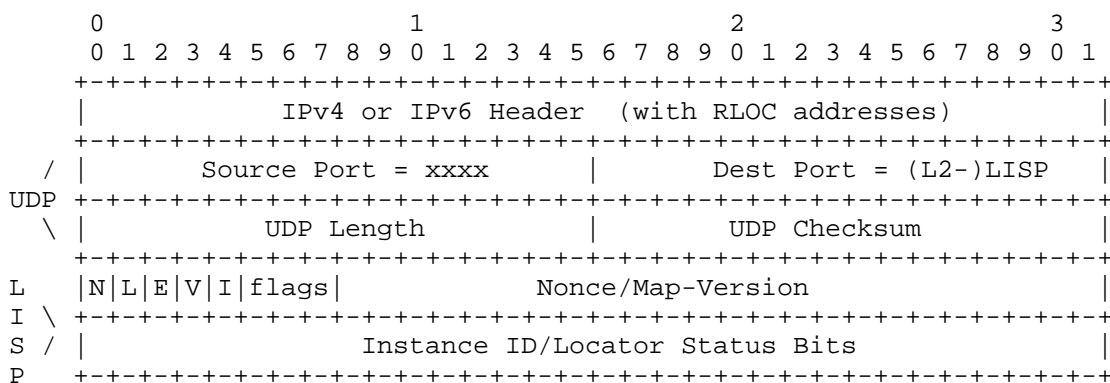 0                   1                   2                   3
       0 1 2 3 4 5 6 7 8 9 0 1 2 3 4 5 6 7 8 9 0 1 2 3 4 5 6 7 8 9 0 1
      +-+-+-+-+-+-+-+-+-+-+-+-+-+-+-+-+-+-+-+-+-+-+-+-+-+-+-+-+-+-+-+-+
      |            IPv4 or IPv6 Header  (with RLOC addresses)         |
      +-+-+-+-+-+-+-+-+-+-+-+-+-+-+-+-+-+-+-+-+-+-+-+-+-+-+-+-+-+-+-+-+
    / |       Source Port = xxxx      |       Dest Port = (L2-)LISP   |
  UDP +-+-+-+-+-+-+-+-+-+-+-+-+-+-+-+-+-+-+-+-+-+-+-+-+-+-+-+-+-+-+-+-+
    \ |           UDP Length          |        UDP Checksum           |
      +-+-+-+-+-+-+-+-+-+-+-+-+-+-+-+-+-+-+-+-+-+-+-+-+-+-+-+-+-+-+-+-+
  L   |N|L|E|V|I|flags|            Nonce/Map-Version                  |
  I \ +-+-+-+-+-+-+-+-+-+-+-+-+-+-+-+-+-+-+-+-+-+-+-+-+-+-+-+-+-+-+-+-+
  S / |                 Instance ID/Locator Status Bits               |
  P   +-+-+-+-+-+-+-+-+-+-+-+-+-+-+-+-+-+-+-+-+-+-+-+-+-+-+-+-+-+-+-+-+